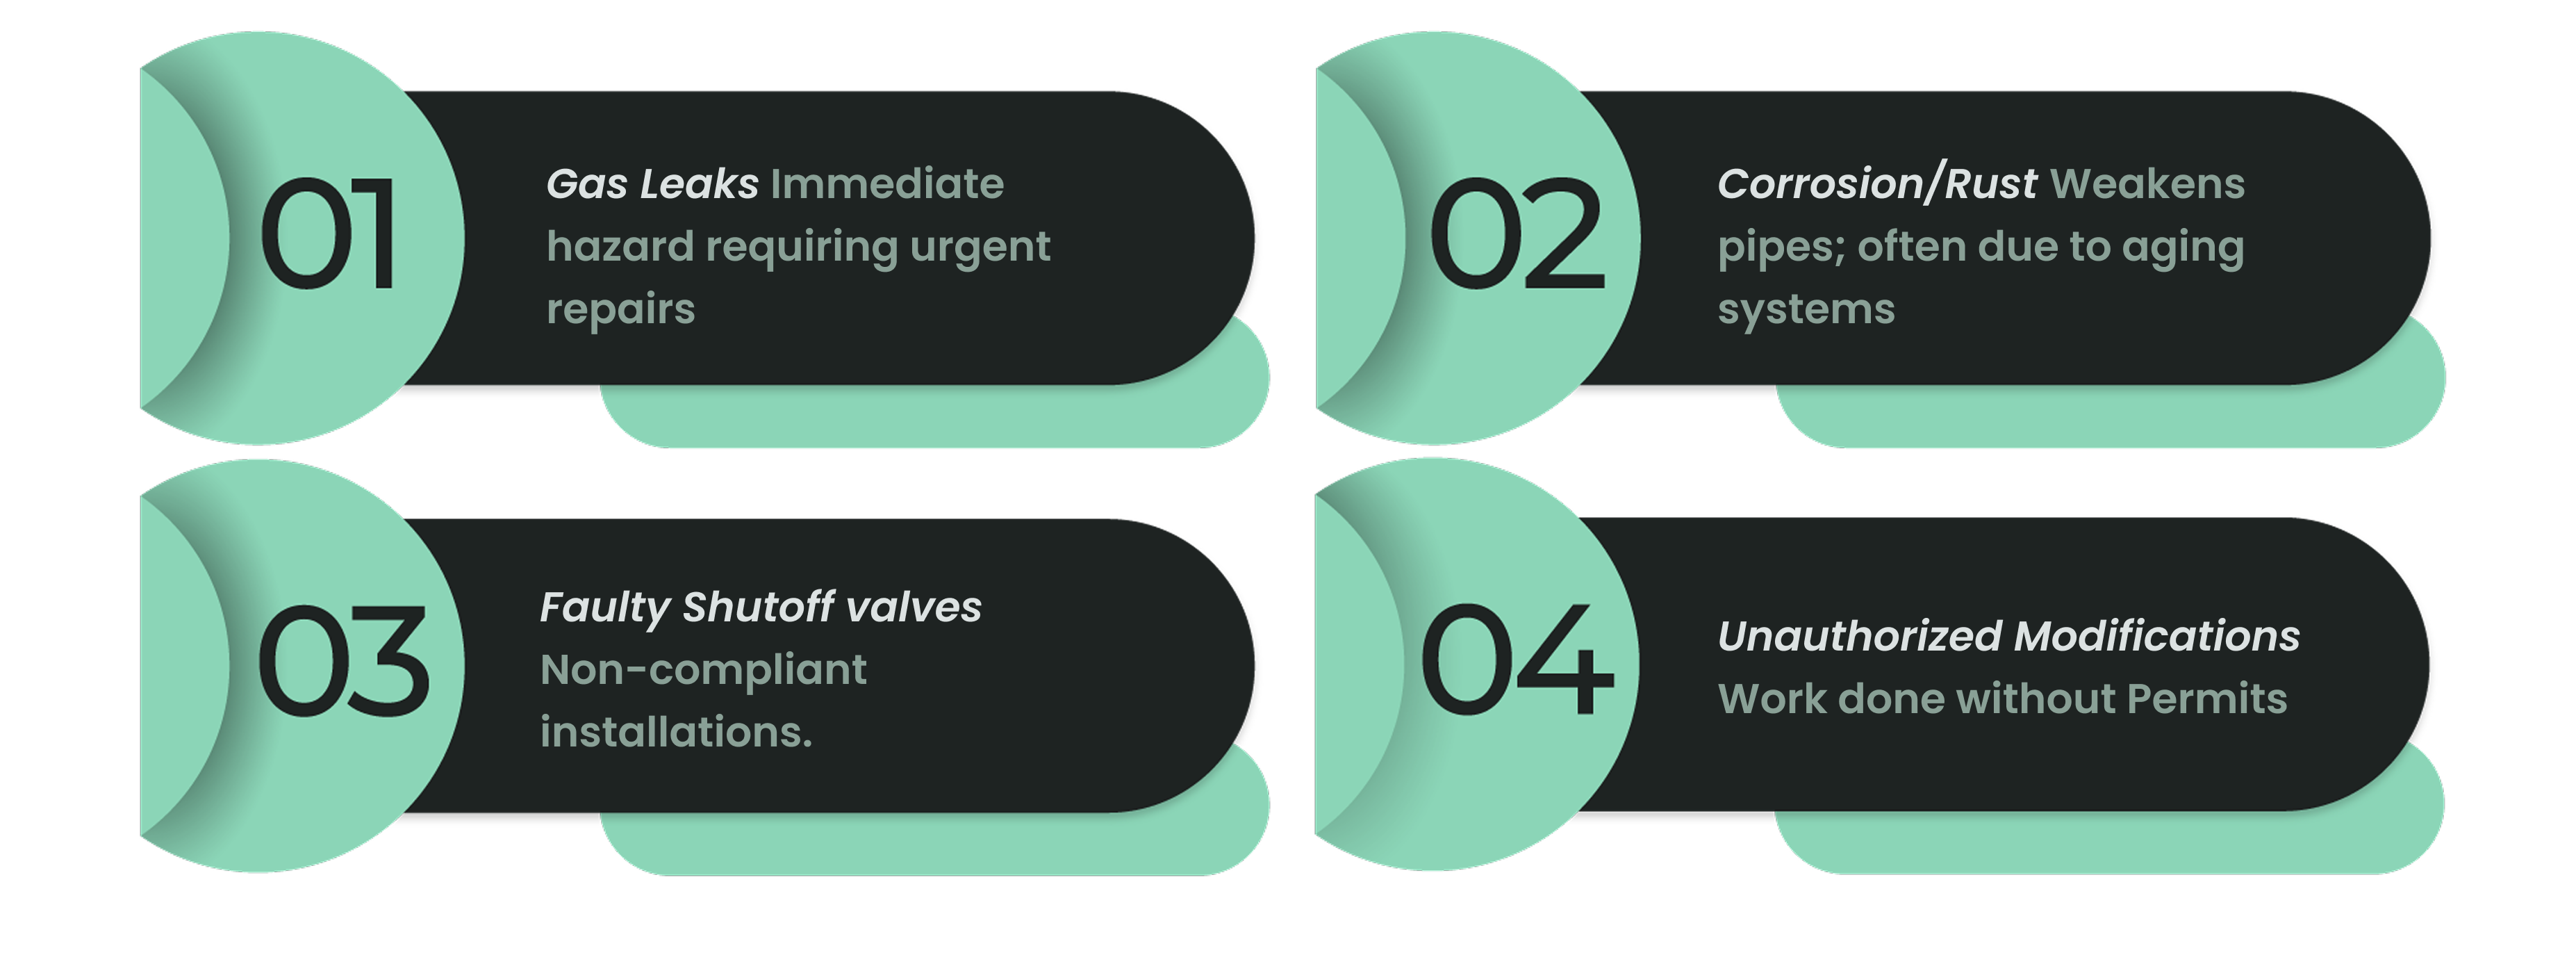 01
Gas Leaks Immediate
hazard requiring urgent
repairs
02
Corrosion/Rust Weakens
pipes; often due to aging
systems
03
Faulty Shutoff valves
Non-compliant
installations.
04
Unauthorized Modifications
Work done without Permits